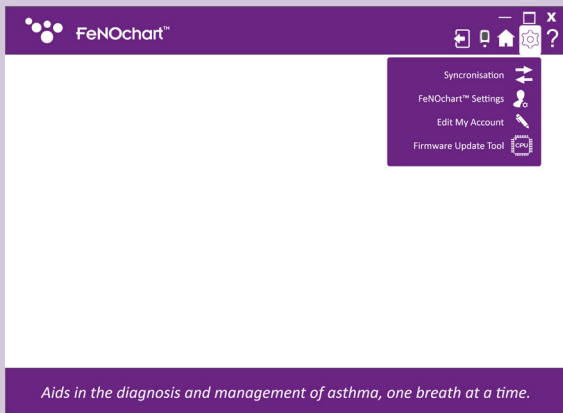 FeNOchart™
?
Syncronisation
FeNOchart™ Settings
Edit My Account
Firmware Update Tool CPU
Aids in the diagnosis and management of asthma, one breath at a time.